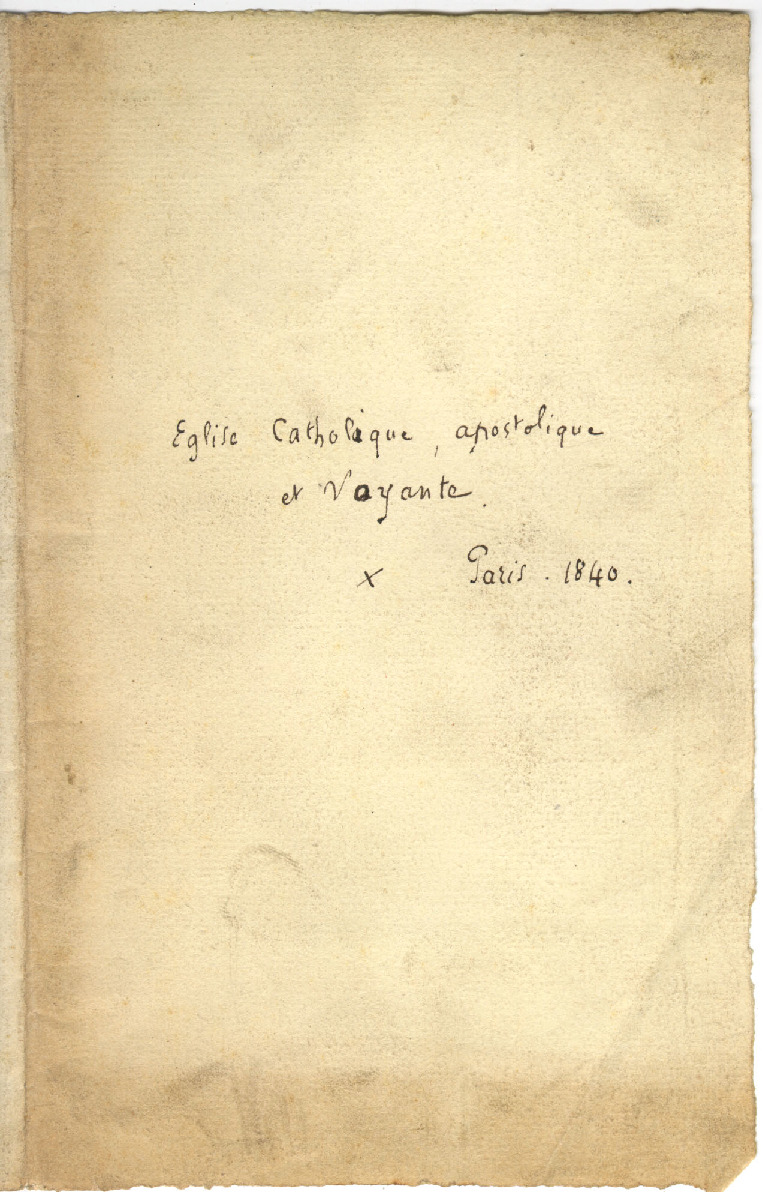 Eglise Catholique, apostolique
et Voyante.
x Paris. 1840.